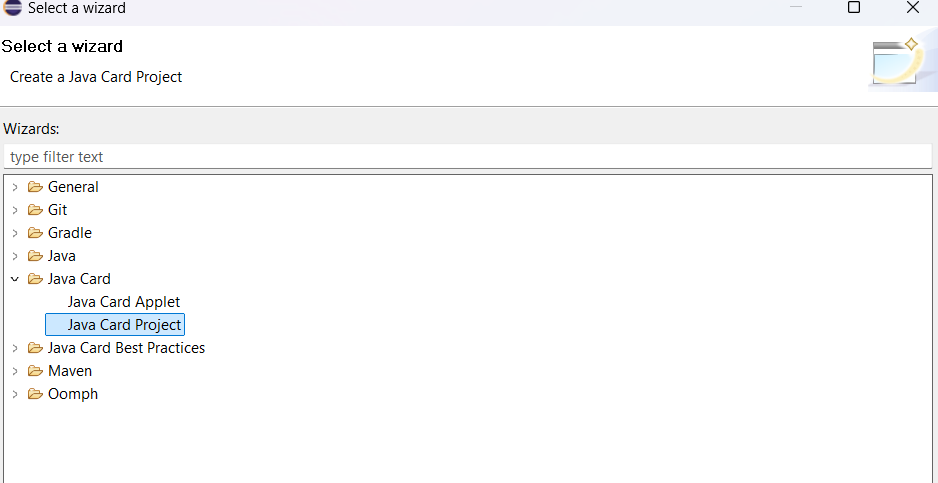 Select a wizard
Select a wizard
Create a Java Card Project
Wizards:
type filter text
General
Git
Gradle
Java
Java Card
Java Card Applet
Java Card Project
Java Card Best Practices
Maven
Oomph